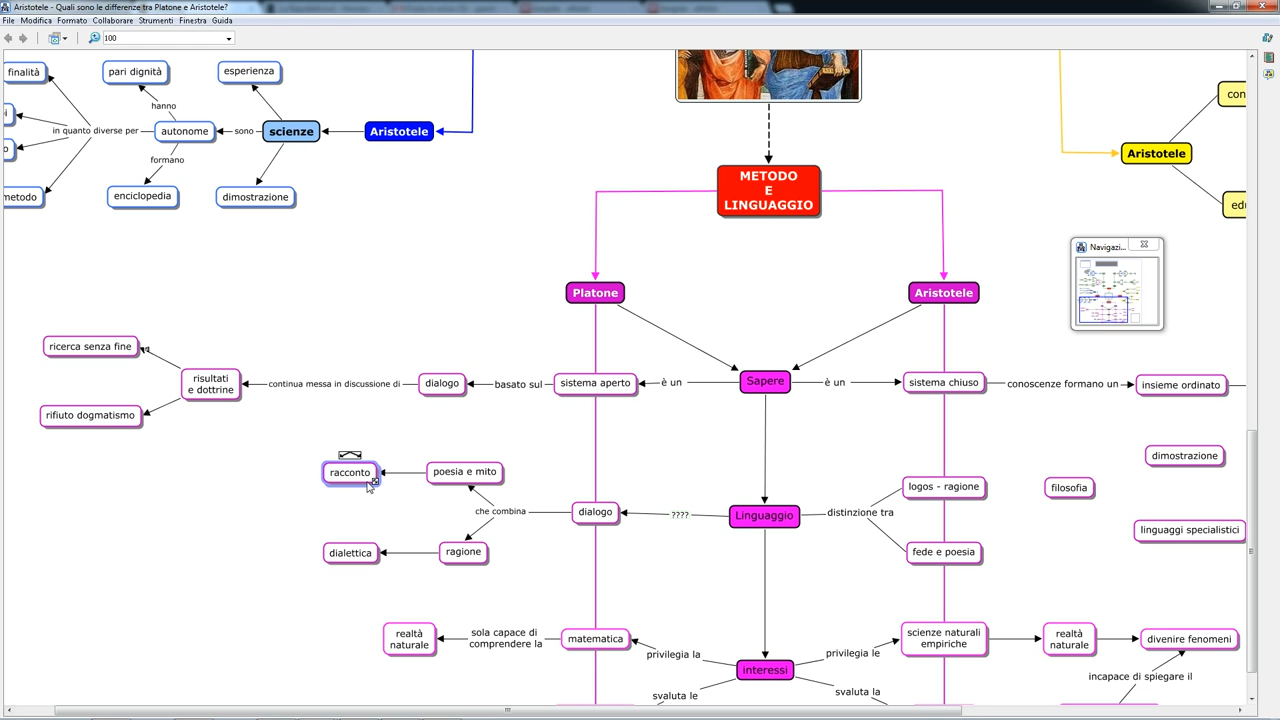 Aristotele - Quali sono le differenze tra Platone e Aristotele?
File Modifica Formato Collaborare Strumenti Finestra Guida
100
finalità
pari dignità
esperienza
hanno
in quanto diverse per
autonome
sono
scienze
Aristotele
formano
metodo
enciclopedia
dimostrazione
METODO
E
LINGUAGGIO
Aristotele
Navigazi...
Platone
Aristotele
ricerca senza fine
risultati
e dottrine
continua messa in discussione di
dialogo
basato sul
sistema aperto
è un
Sapere
è un
sistema chiuso
conoscenze formano un
insieme ordinato
rifiuto dogmatismo
racconto
poesia e mito
che combina
dialogo
????
Linguaggio
distinzione tra
logos - ragione
fede e poesia
dialettica
ragione
dimostrazione
filosofia
linguaggi specialistici
realtà
naturale
sola capace di
comprendere la
matematica
privilegia la
interessi
privilegia le
scienze naturali
empiriche
realtà
naturale
divenire fenomeni
incapace di spiegare il
svaluta le
svaluta la